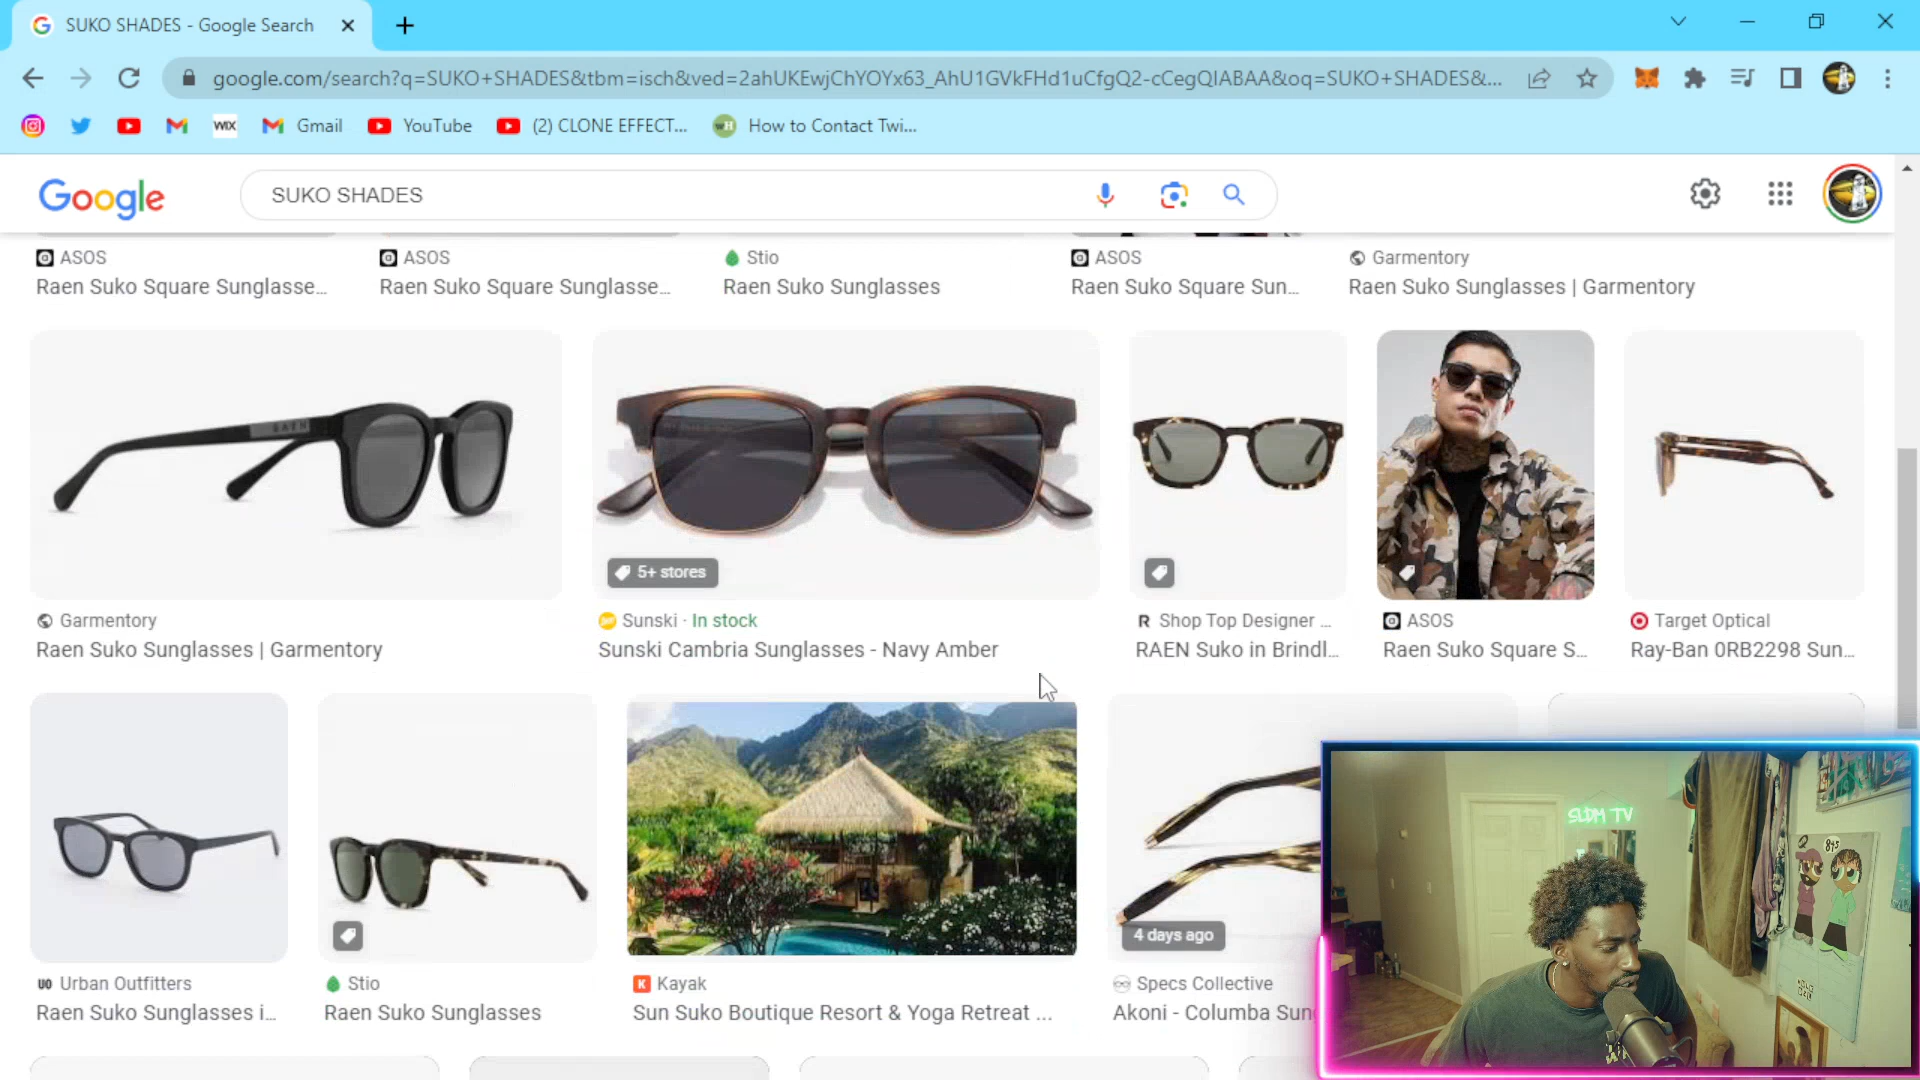 SUKO SHADES - Google Search
google.com/search?q=SUKO+SHADES&tbm=isch&ved=2ahUKEwjChYOYx63_AhU1GVkFHd1uCfgQ2-cCegQIABAA&oq=SUKO+SHADES&...
WIX
Gmail
YouTube
(2) CLONE EFFECT...
How to Contact Twi...
Google
SUKO SHADES
ASOS
Raen Suko Square Sunglasse...
ASOS
Raen Suko Square Sunglasse...
Stio
Raen Suko Sunglasses
ASOS
Raen Suko Square Sun...
Garmentory
Raen Suko Sunglasses | Garmentory
RAEN
5+ stores
Garmentory
Raen Suko Sunglasses | Garmentory
Sunski · In stock
Sunski Cambria Sunglasses - Navy Amber
R Shop Top Designer ...
RAEN Suko in Brindl...
ASOS
Raen Suko Square S...
Target Optical
Ray-Ban 0RB2298 Sun...
4 days ago
UO Urban Outfitters
Raen Suko Sunglasses i...
Stio
Raen Suko Sunglasses
K Kayak
Sun Suko Boutique Resort & Yoga Retreat ...
Specs Collective
Akoni - Columba Sun
SLDM TV